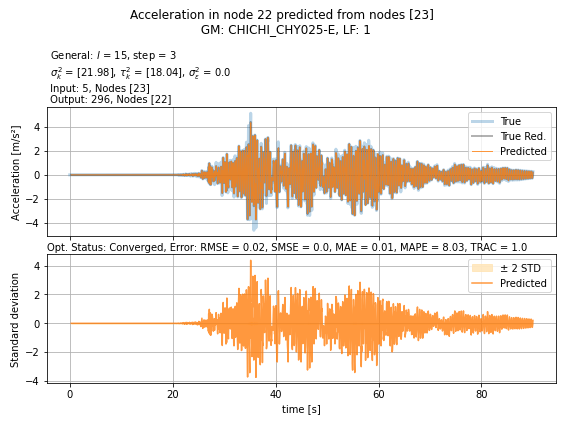 Acceleration in node 22 predicted from nodes [23]
GM: CHICHI_CHY025-E, LF: 1
General: l = 15, step = 3
σ²ₖ = [21.98], τ²ₖ = [18.04], σ²ε = 0.0
Input: 5, Nodes [23]
Output: 296, Nodes [22]
Acceleration [m/s²]
4
2
0
−2
−4
True
True Red.
Predicted
Opt. Status: Converged, Error: RMSE = 0.02, SMSE = 0.0, MAE = 0.01, MAPE = 8.03, TRAC = 1.0
Standard deviation
4
2
0
−2
−4
± 2 STD
Predicted
0 20 40 60 80
time [s]